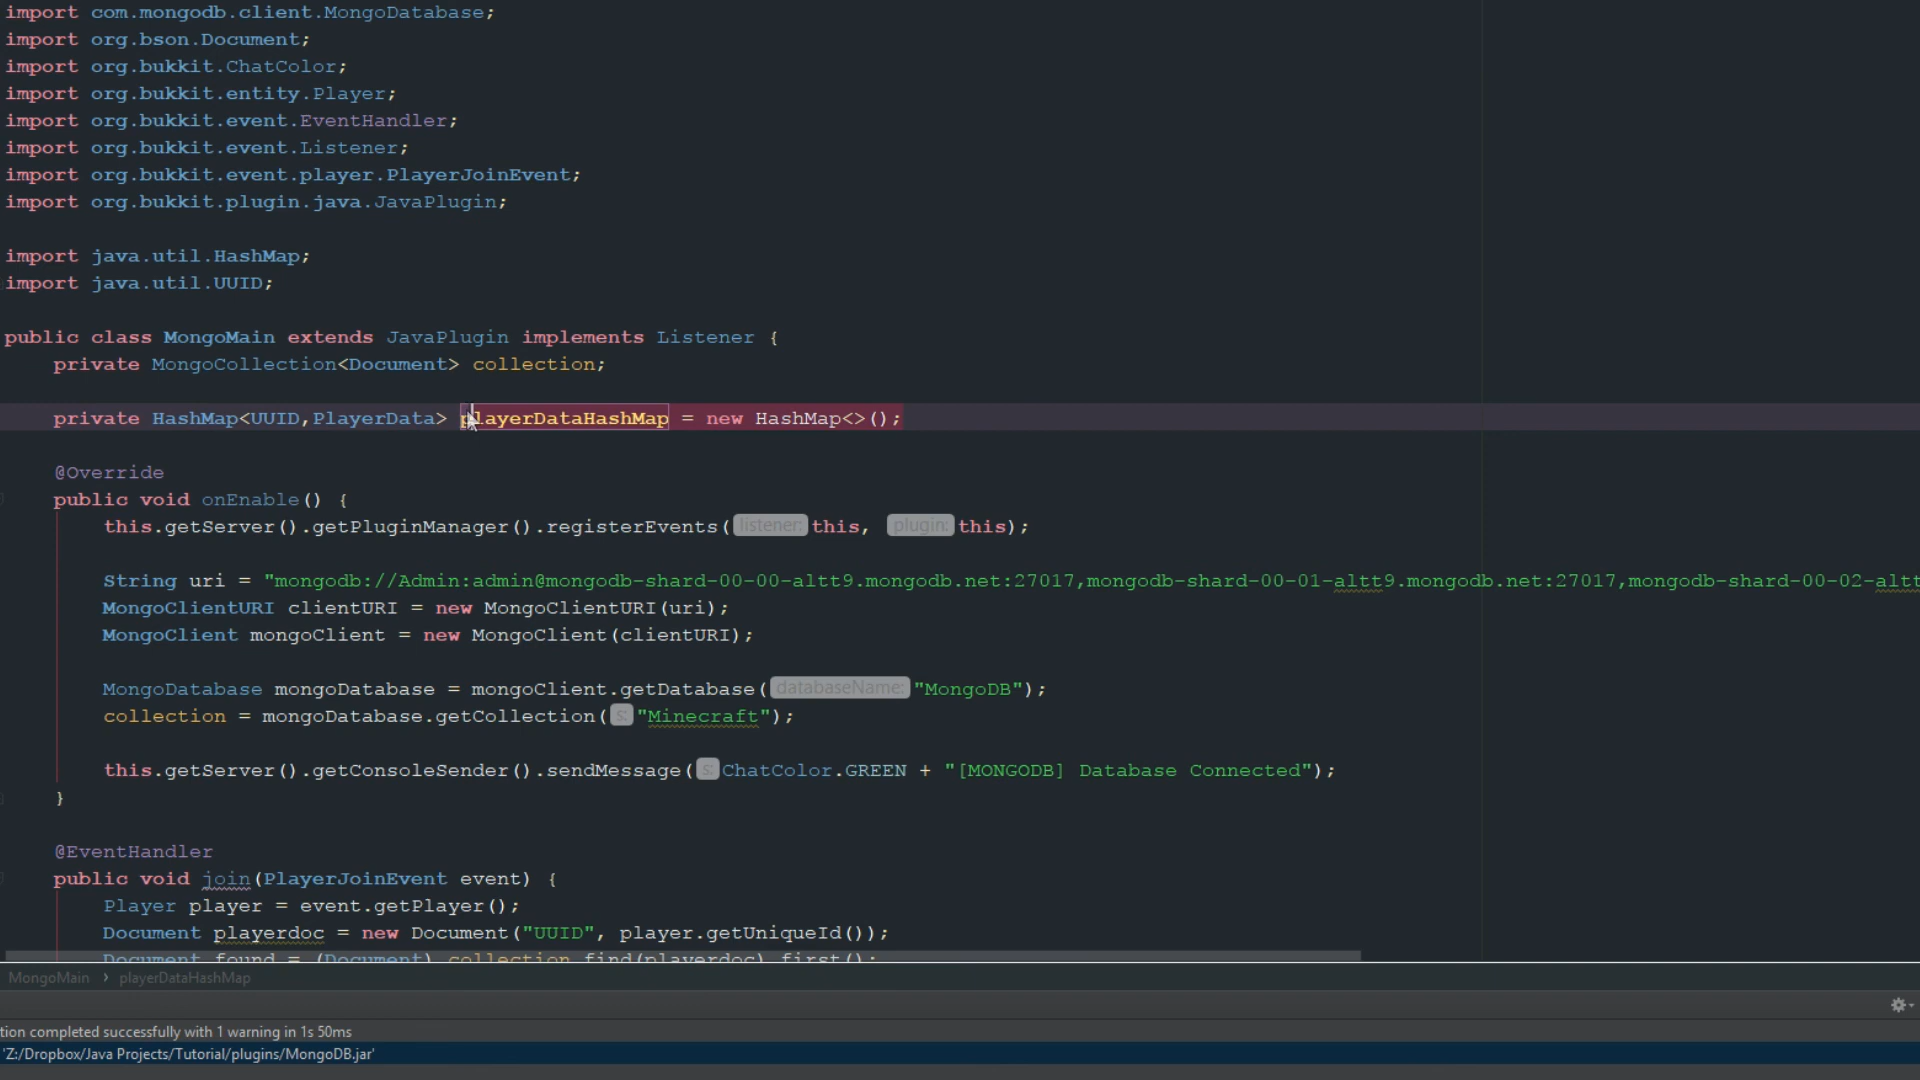 import com.mongodb.client.MongoDatabase;
import org.bson.Document;
import org.bukkit.ChatColor;
import org.bukkit.entity.Player;
import org.bukkit.event.EventHandler;
import org.bukkit.event.Listener;
import org.bukkit.event.player.PlayerJoinEvent;
import org.bukkit.plugin.java.JavaPlugin;
import java.util.HashMap;
import java.util.UUID;
public class MongoMain extends JavaPlugin implements Listener {
private MongoCollection<Document> collection;
private HashMap<UUID,PlayerData> playerDataHashMap = new HashMap<>();
@Override
public void onEnable() {
this.getServer().getPluginManager().registerEvents( listener: this, plugin: this);
String uri = "mongodb://Admin:admin@mongodb-shard-00-00-altt9.mongodb.net:27017,mongodb-shard-00-01-altt9.mongodb.net:27017,mongodb-shard-00-02-altt
MongoClientURI clientURI = new MongoClientURI(uri);
MongoClient mongoClient = new MongoClient(clientURI);
MongoDatabase mongoDatabase = mongoClient.getDatabase( databaseName: "MongoDB");
collection = mongoDatabase.getCollection( s: "Minecraft");
this.getServer().getConsoleSender().sendMessage( s: ChatColor.GREEN + "[MONGODB] Database Connected");
}
@EventHandler
public void join(PlayerJoinEvent event) {
Player player = event.getPlayer();
Document playerdoc = new Document("UUID", player.getUniqueId());
Document found = (Document) collection.find(playerdoc).first();
MongoMain › playerDataHashMap
tion completed successfully with 1 warning in 1s 50ms
'Z:/Dropbox/Java Projects/Tutorial/plugins/MongoDB.jar'